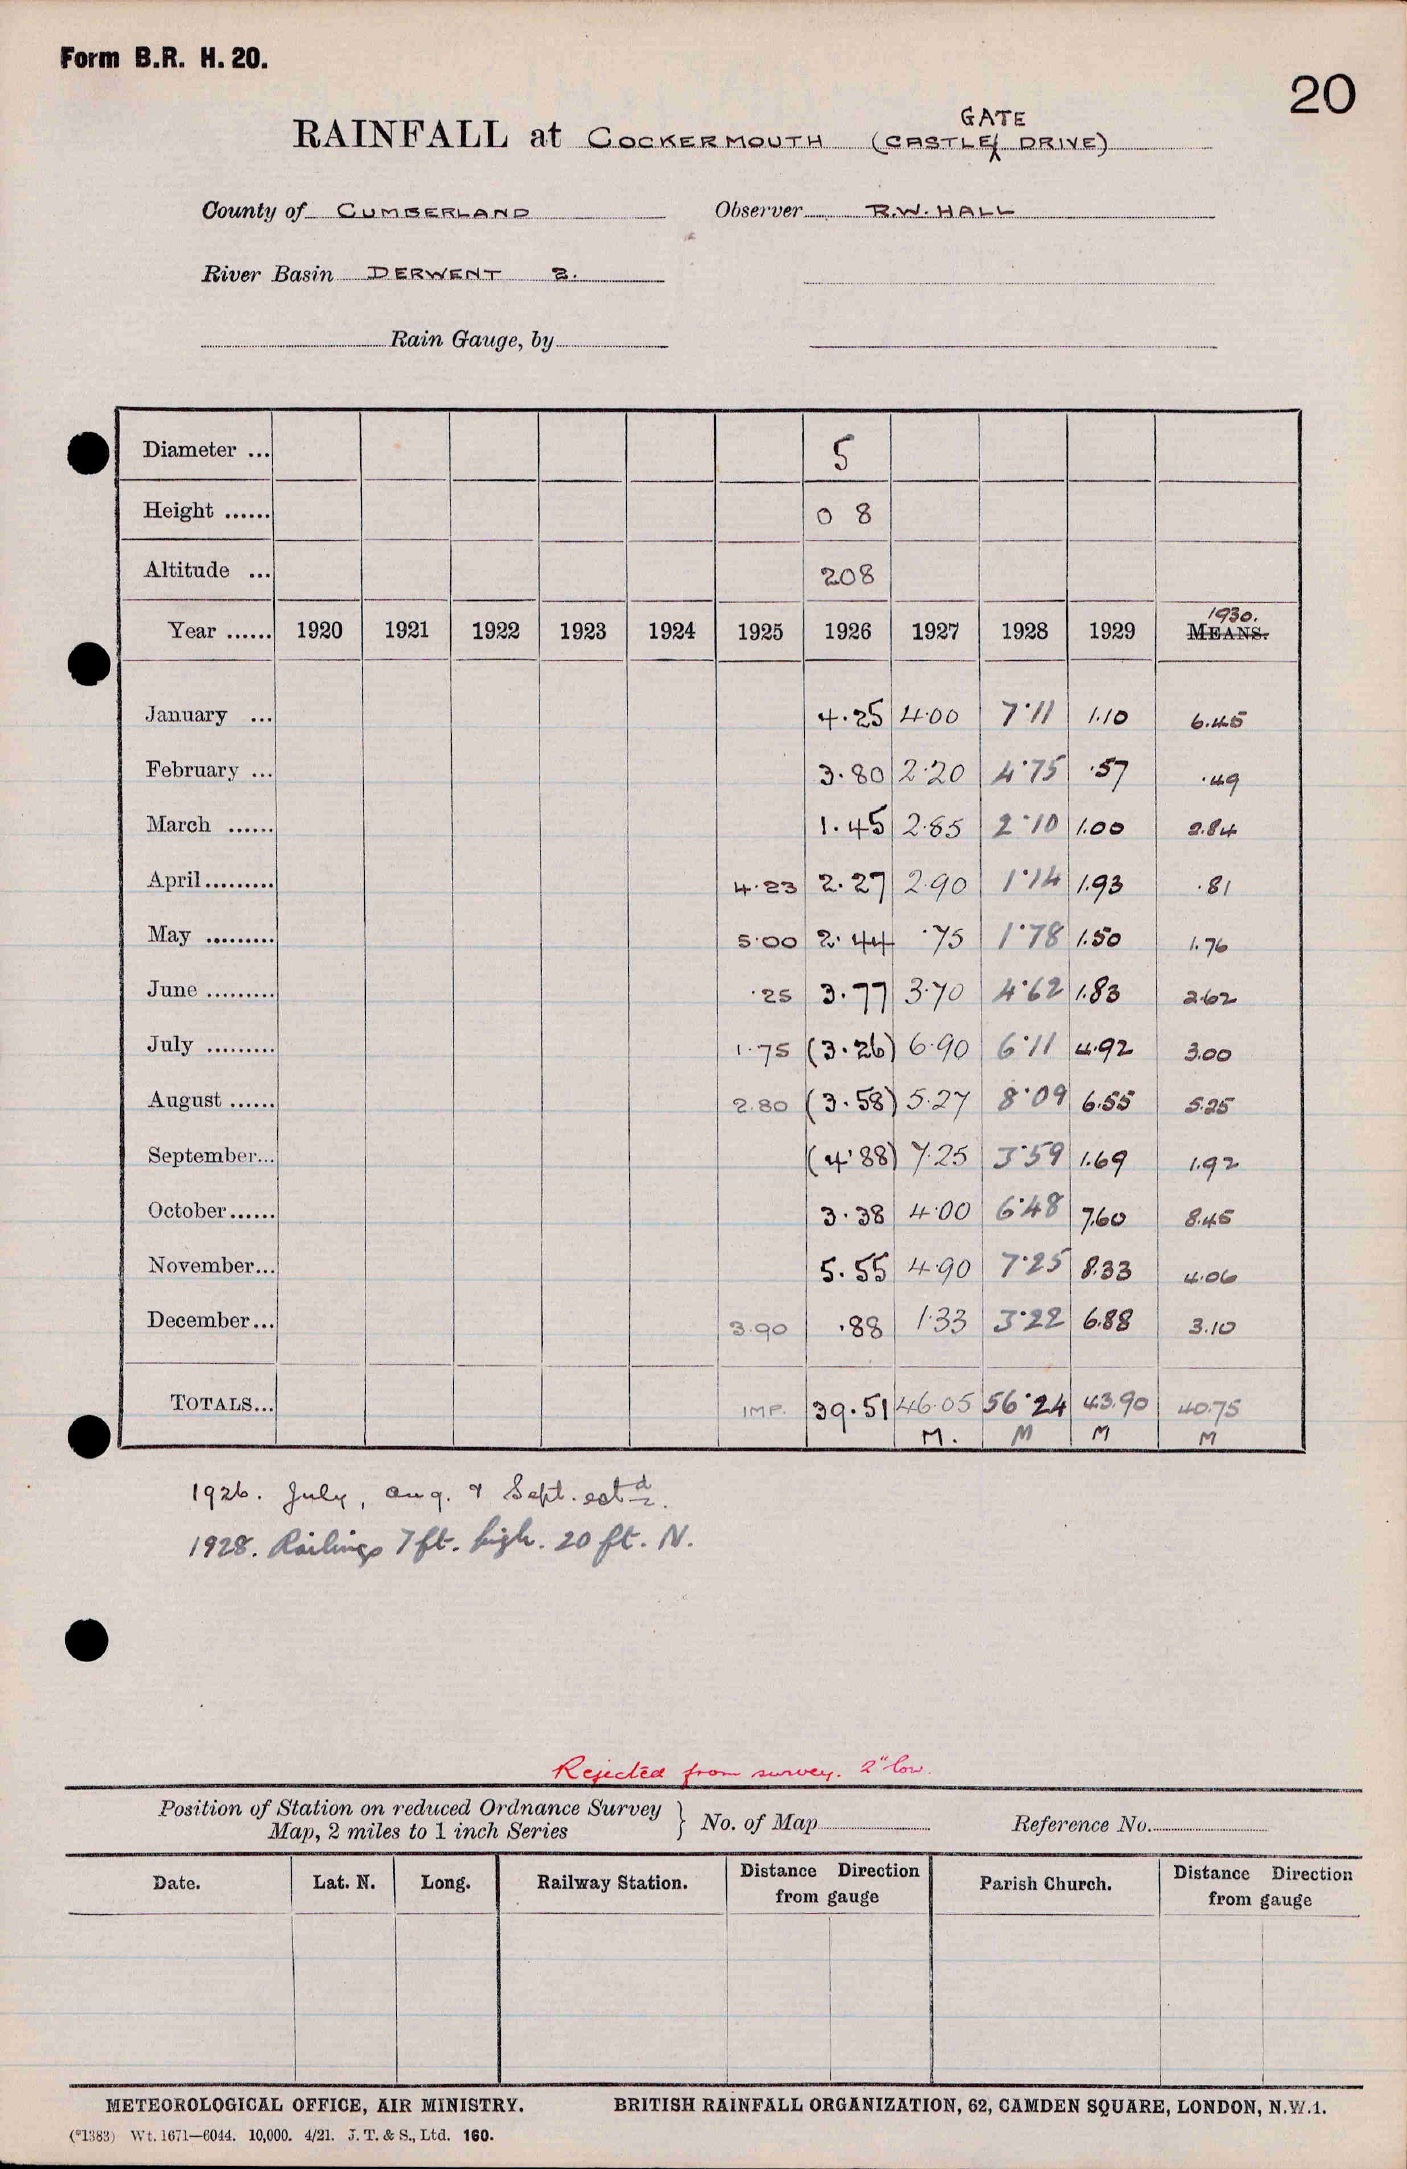 Form B.R. H. 20.
20
GATE
RAINFALL at COCKERMOUTH (CASTLE DRIVE)
County of CUMBERLAND Observer R.W. HALL
River Basin DERWENT 2.
Rain Gauge, by
Diameter ... 5
Height ...... 0 8
Altitude ... 208
1930.
Year ...... 1920 1921 1922 1923 1924 1925 1926 1927 1928 1929 MEANS.
January ... 4.25 4.00 7.11 1.10 6.45
February ... 3.80 2.20 4.75 .57 .49
March ...... 1.45 2.85 2.10 1.00 2.84
April......... 4.23 2.27 2.90 1.14 1.93 .81
May ......... 5.00 2.44 .75 1.78 1.50 1.76
June ......... .25 3.77 3.70 4.62 1.83 2.62
July ......... 1.75 (3.26) 6.90 6.11 4.92 3.00
August ...... 2.80 (3.58) 5.27 8.09 6.55 5.25
September... (4.88) 7.25 3.59 1.69 1.92
October...... 3.38 4.00 6.48 7.60 8.45
November... 5.55 4.90 7.25 8.33 4.06
December... 3.90 .88 1.33 3.22 6.88 3.10
TOTALS... IMP. 39.51 46.05 56.24 43.90 40.75
M. M M M
1926. July, Aug. & Sept. estd.
1928. Railings 7 ft. high. 20 ft. N.
Rejected from survey. 2" low.
Position of Station on reduced Ordnance Survey
Map, 2 miles to 1 inch Series } No. of Map Reference No.
Date. Lat. N. Long. Railway Station. Distance Direction from gauge Parish Church. Distance Direction from gauge
METEOROLOGICAL OFFICE, AIR MINISTRY. BRITISH RAINFALL ORGANIZATION, 62, CAMDEN SQUARE, LONDON, N.W.1.
(*1383) Wt. 1671—6044. 10,000. 4/21. J. T. & S., Ltd. 160.